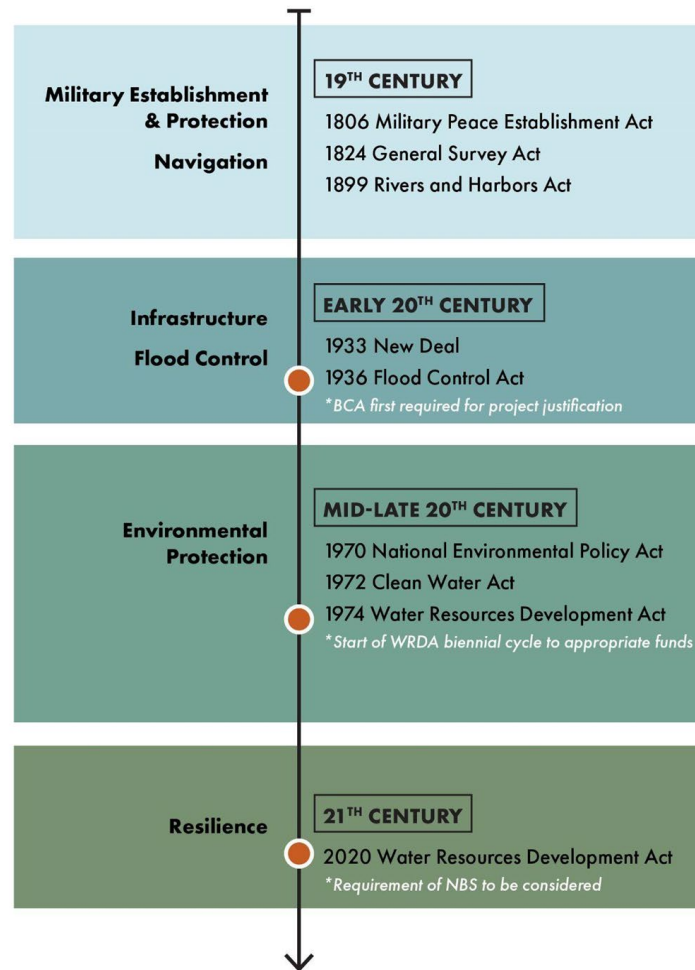 Military Establishment
& Protection
Navigation
19TH CENTURY
1806 Military Peace Establishment Act
1824 General Survey Act
1899 Rivers and Harbors Act
Infrastructure
Flood Control
EARLY 20TH CENTURY
1933 New Deal
1936 Flood Control Act
*BCA first required for project justification
Environmental
Protection
MID-LATE 20TH CENTURY
1970 National Environmental Policy Act
1972 Clean Water Act
1974 Water Resources Development Act
*Start of WRDA biennial cycle to appropriate funds
Resilience
21TH CENTURY
2020 Water Resources Development Act
*Requirement of NBS to be considered